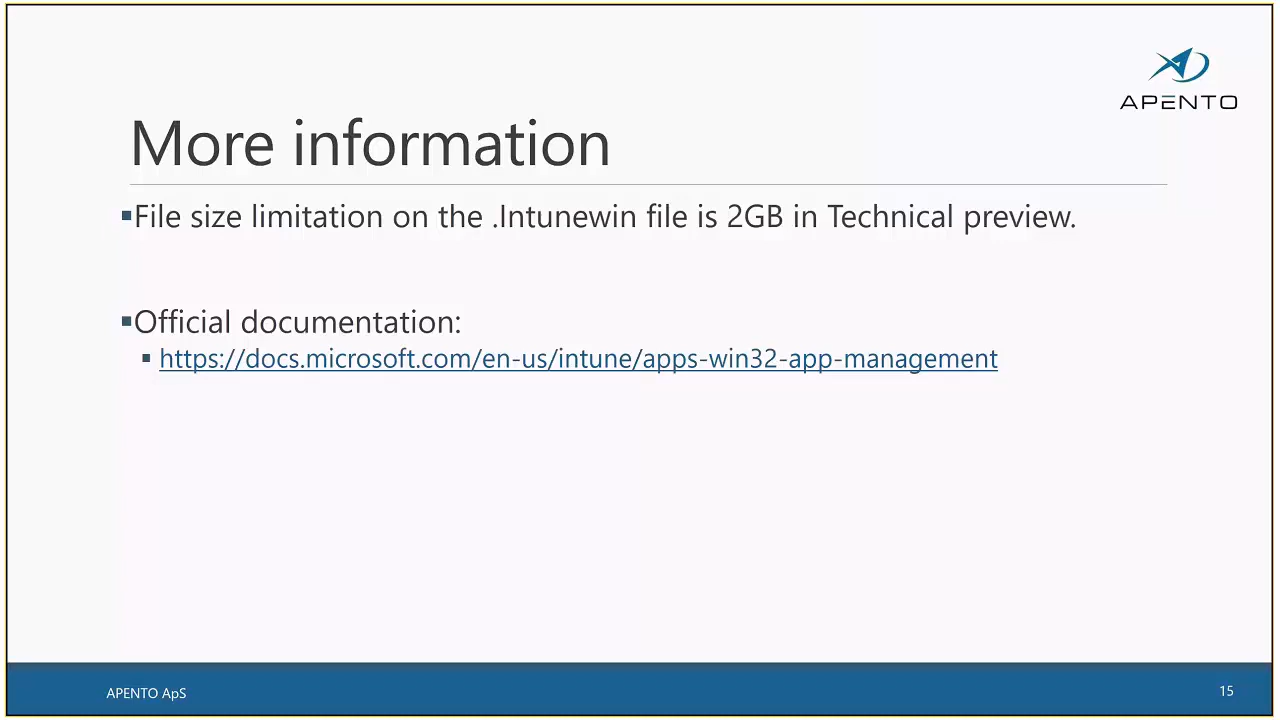 APENTO
More information
▪File size limitation on the .Intunewin file is 2GB in Technical preview.
▪Official documentation:
▪ https://docs.microsoft.com/en-us/intune/apps-win32-app-management
APENTO ApS
15